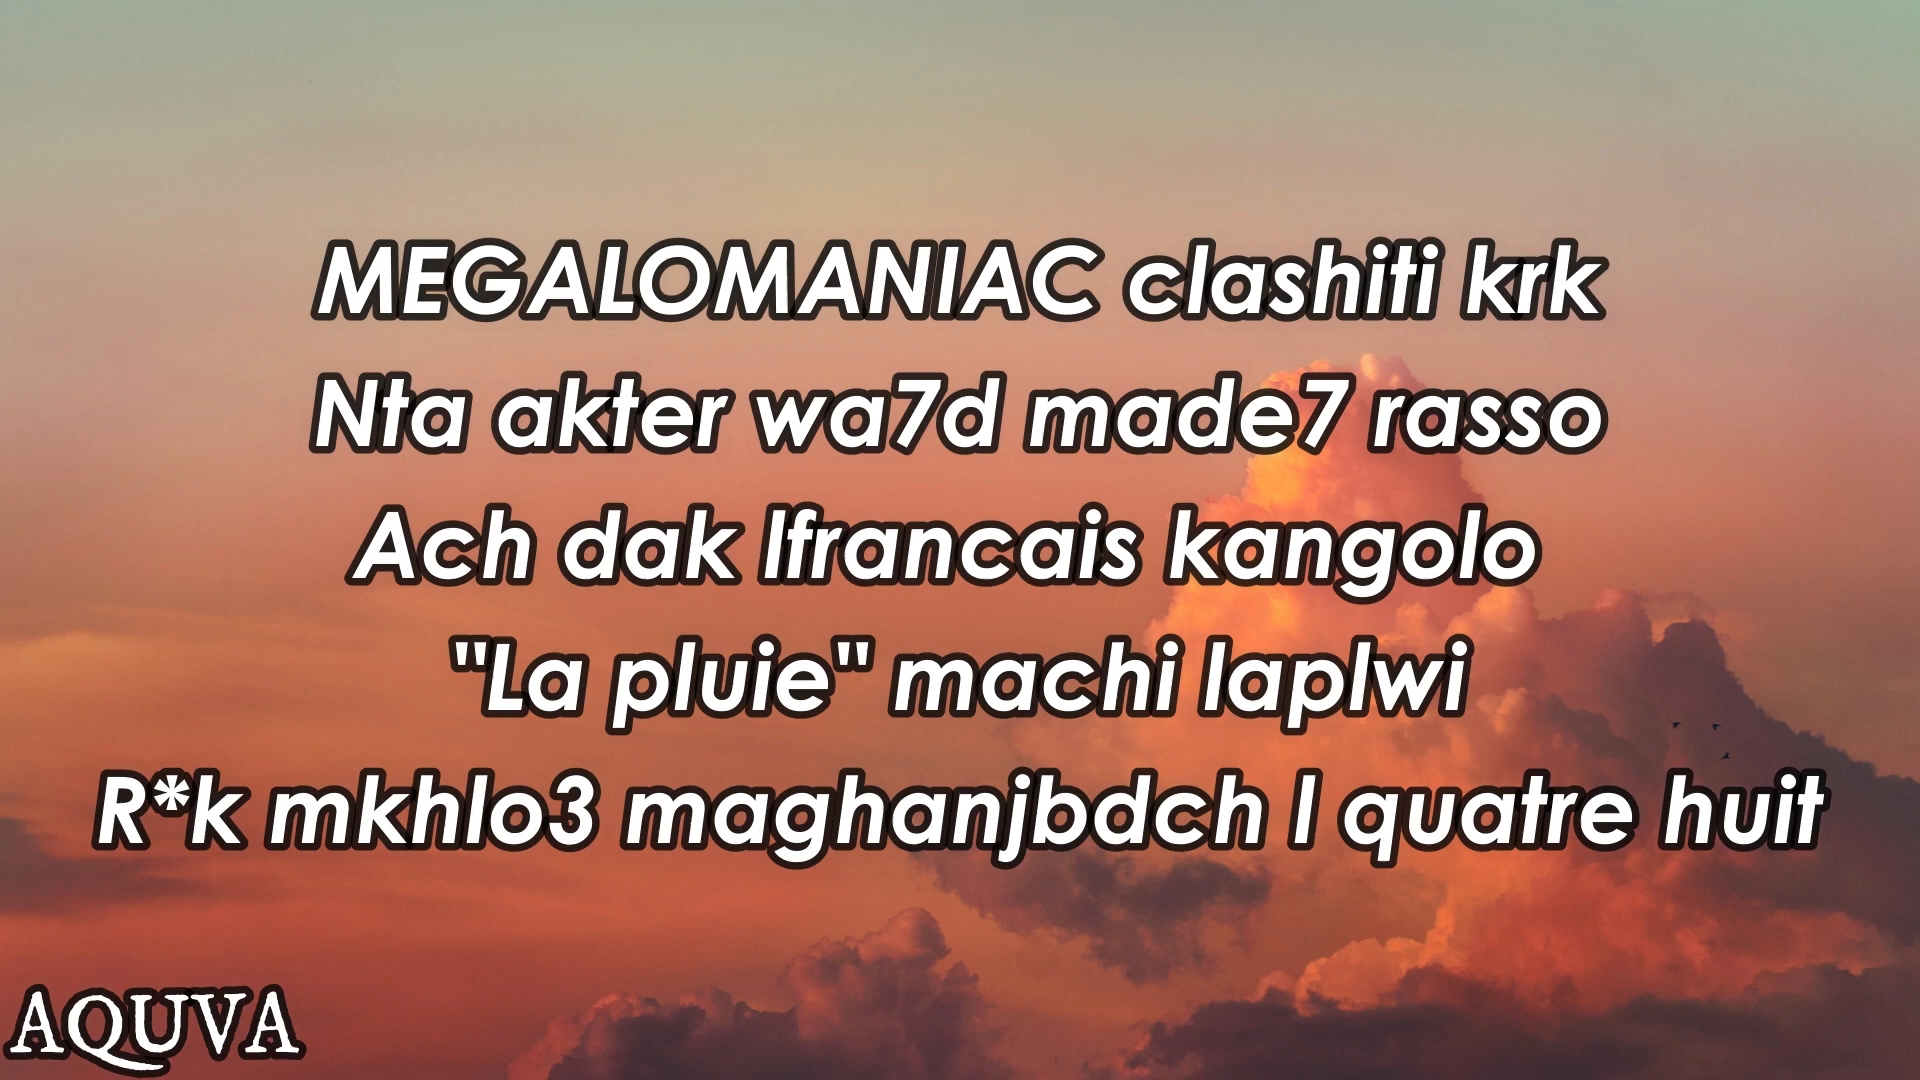 MEGALOMANIAC clashiti krk
Nta akter wa7d made7 rasso
Ach dak lfrancais kangolo
"La pluie" machi laplwi
R*k mkhlo3 maghanjbdch l quatre huit
AQUVA